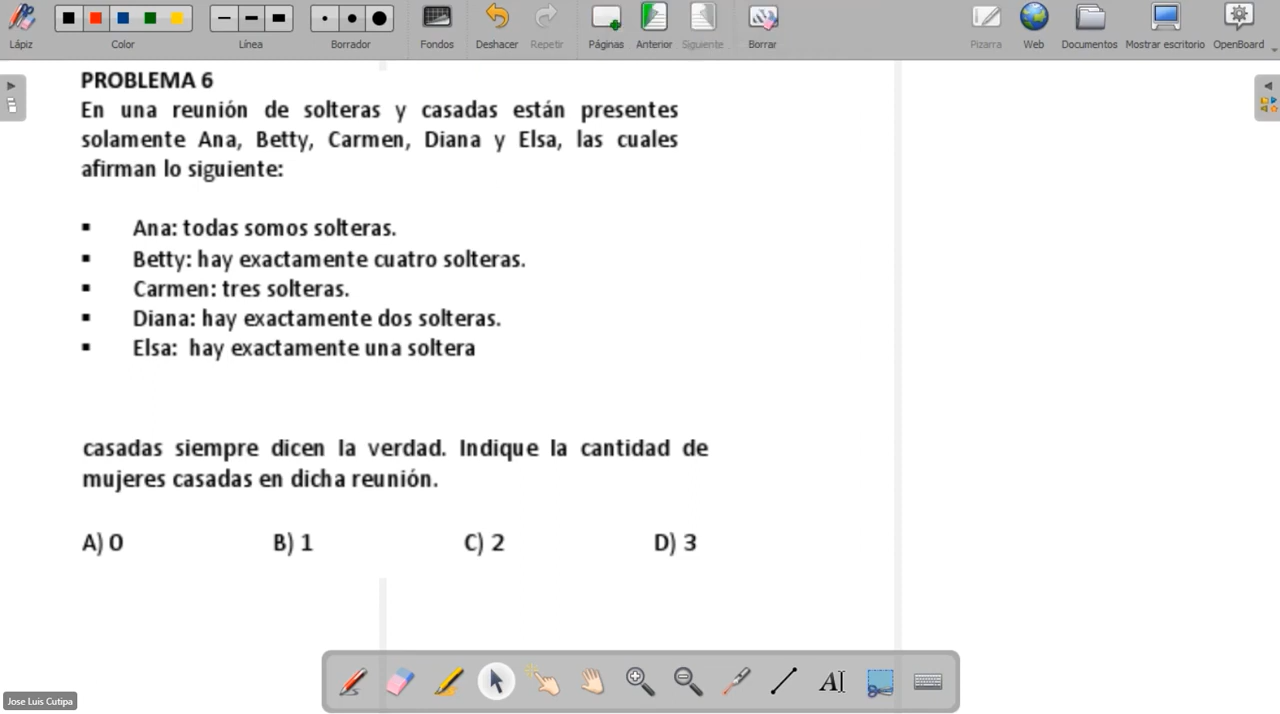 Lápiz
Color
Línea
Borrador
Fondos
Deshacer
Repetir
Páginas
Anterior
Siguiente
Borrar
Pizarra
Web
Documentos
Mostrar escritorio
OpenBoard
PROBLEMA 6
En una reunión de solteras y casadas están presentes
solamente Ana, Betty, Carmen, Diana y Elsa, las cuales
afirman lo siguiente:
▪ Ana: todas somos solteras.
▪ Betty: hay exactamente cuatro solteras.
▪ Carmen: tres solteras.
▪ Diana: hay exactamente dos solteras.
▪ Elsa: hay exactamente una soltera
casadas siempre dicen la verdad. Indique la cantidad de
mujeres casadas en dicha reunión.
A) 0 B) 1 C) 2 D) 3
AI
Jose Luis Cutipa